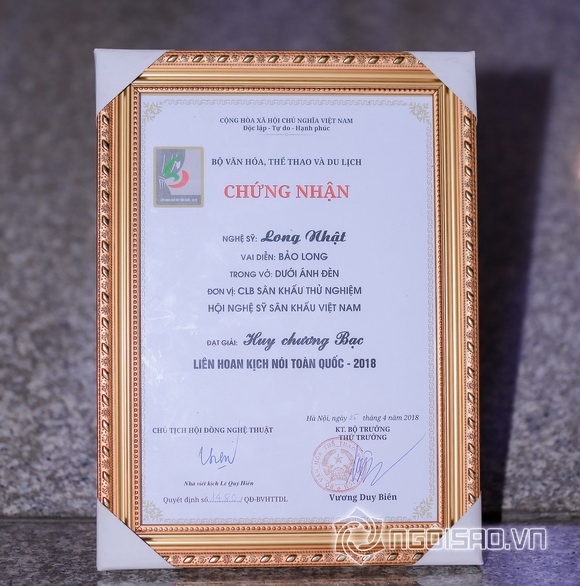 CỘNG HÒA XÃ HỘI CHỦ NGHĨA VIỆT NAM
Độc lập - Tự do - Hạnh phúc
BỘ VĂN HÓA, THỂ THAO VÀ DU LỊCH
CHỨNG NHẬN
NGHỆ SỸ: Long Nhật
VAI DIỄN: BẢO LONG
TRONG VỞ: DƯỚI ÁNH ĐÈN
ĐƠN VỊ: CLB SÂN KHẤU THỬ NGHIỆM
HỘI NGHỆ SỸ SÂN KHẤU VIỆT NAM
ĐẠT GIẢI: Huy chương Bạc
LIÊN HOAN KỊCH NÓI TOÀN QUỐC - 2018
Hà Nội, ngày tháng 4 năm 2018
CHỦ TỊCH HỘI ĐỒNG NGHỆ THUẬT
KT. BỘ TRƯỞNG
THỨ TRƯỞNG
Nhà viết kịch Lê Quý Hiền
Quyết định số QĐ-BVHTTDL
Vương Duy Biên
NGOISAO.VN